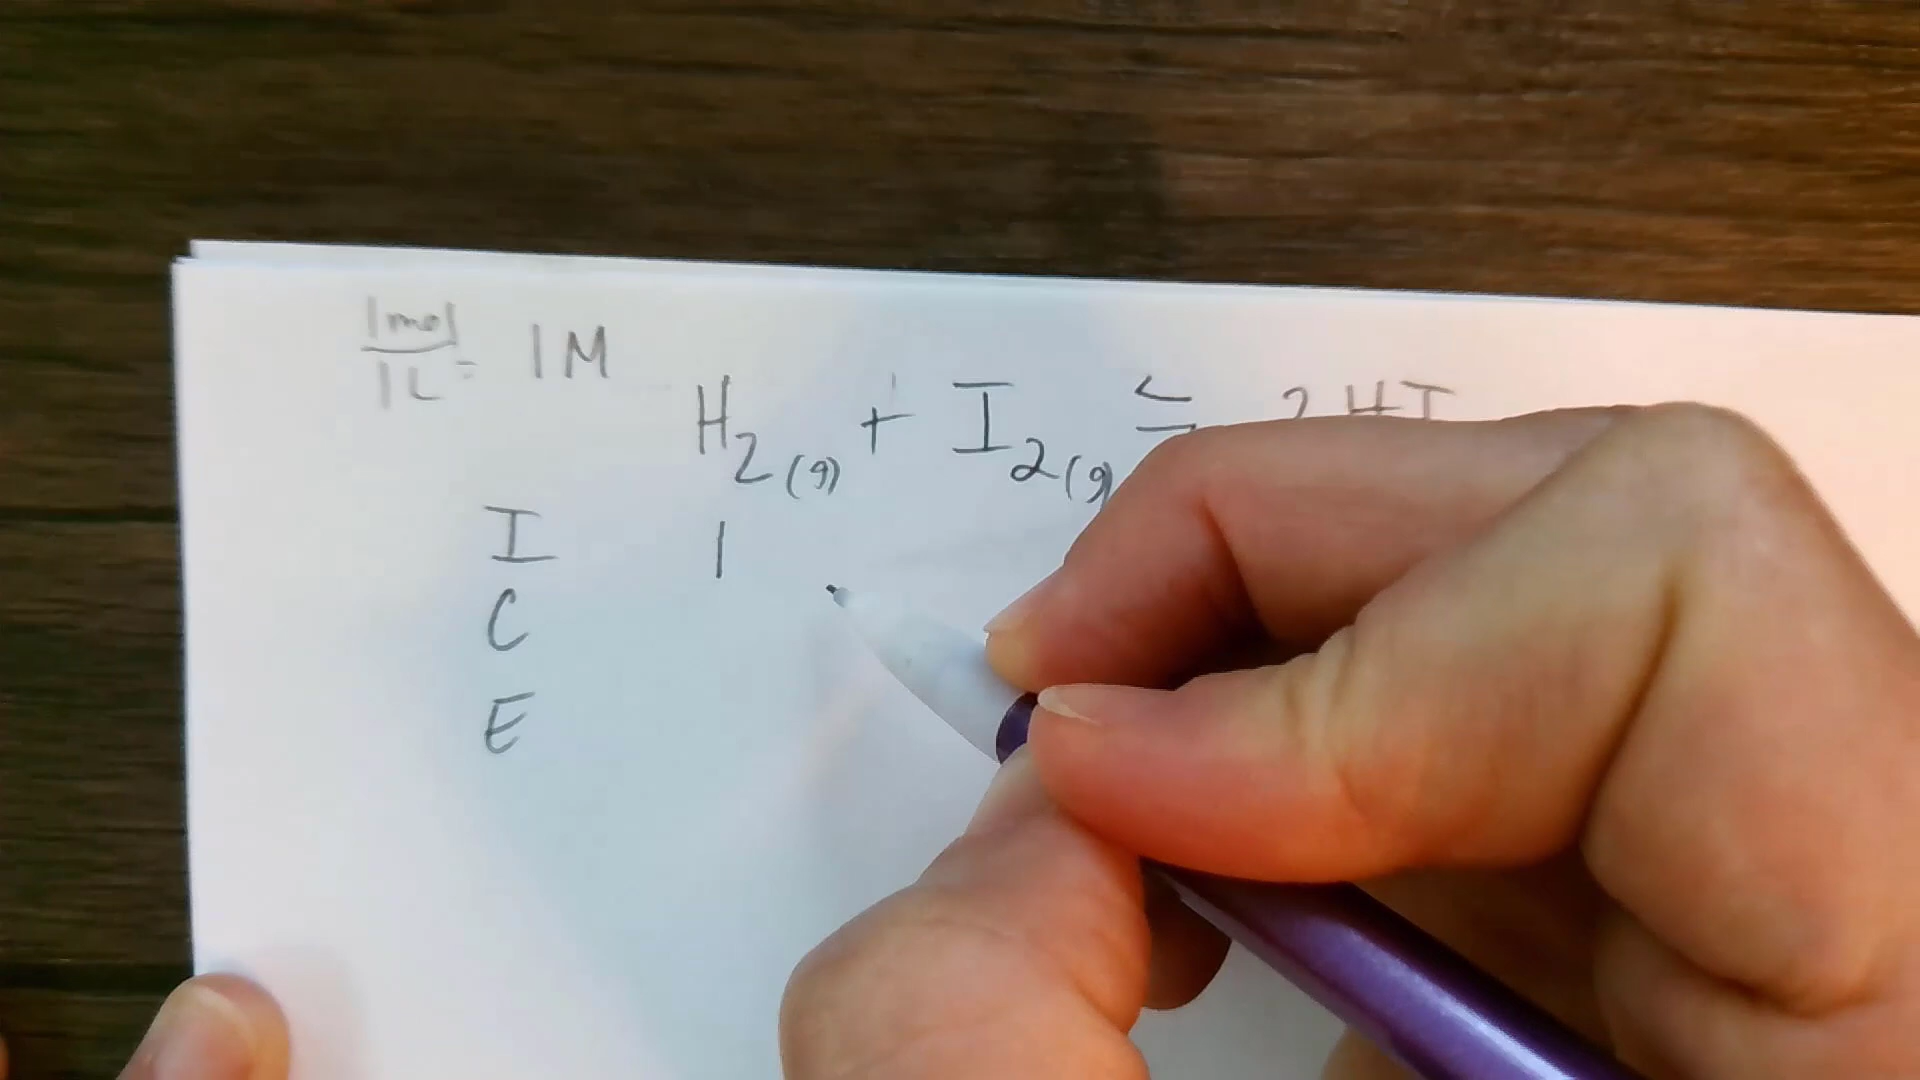 1mol
1L = 1M
H2(g) + I2(g) ⇆ 2HI
I 1
C
E